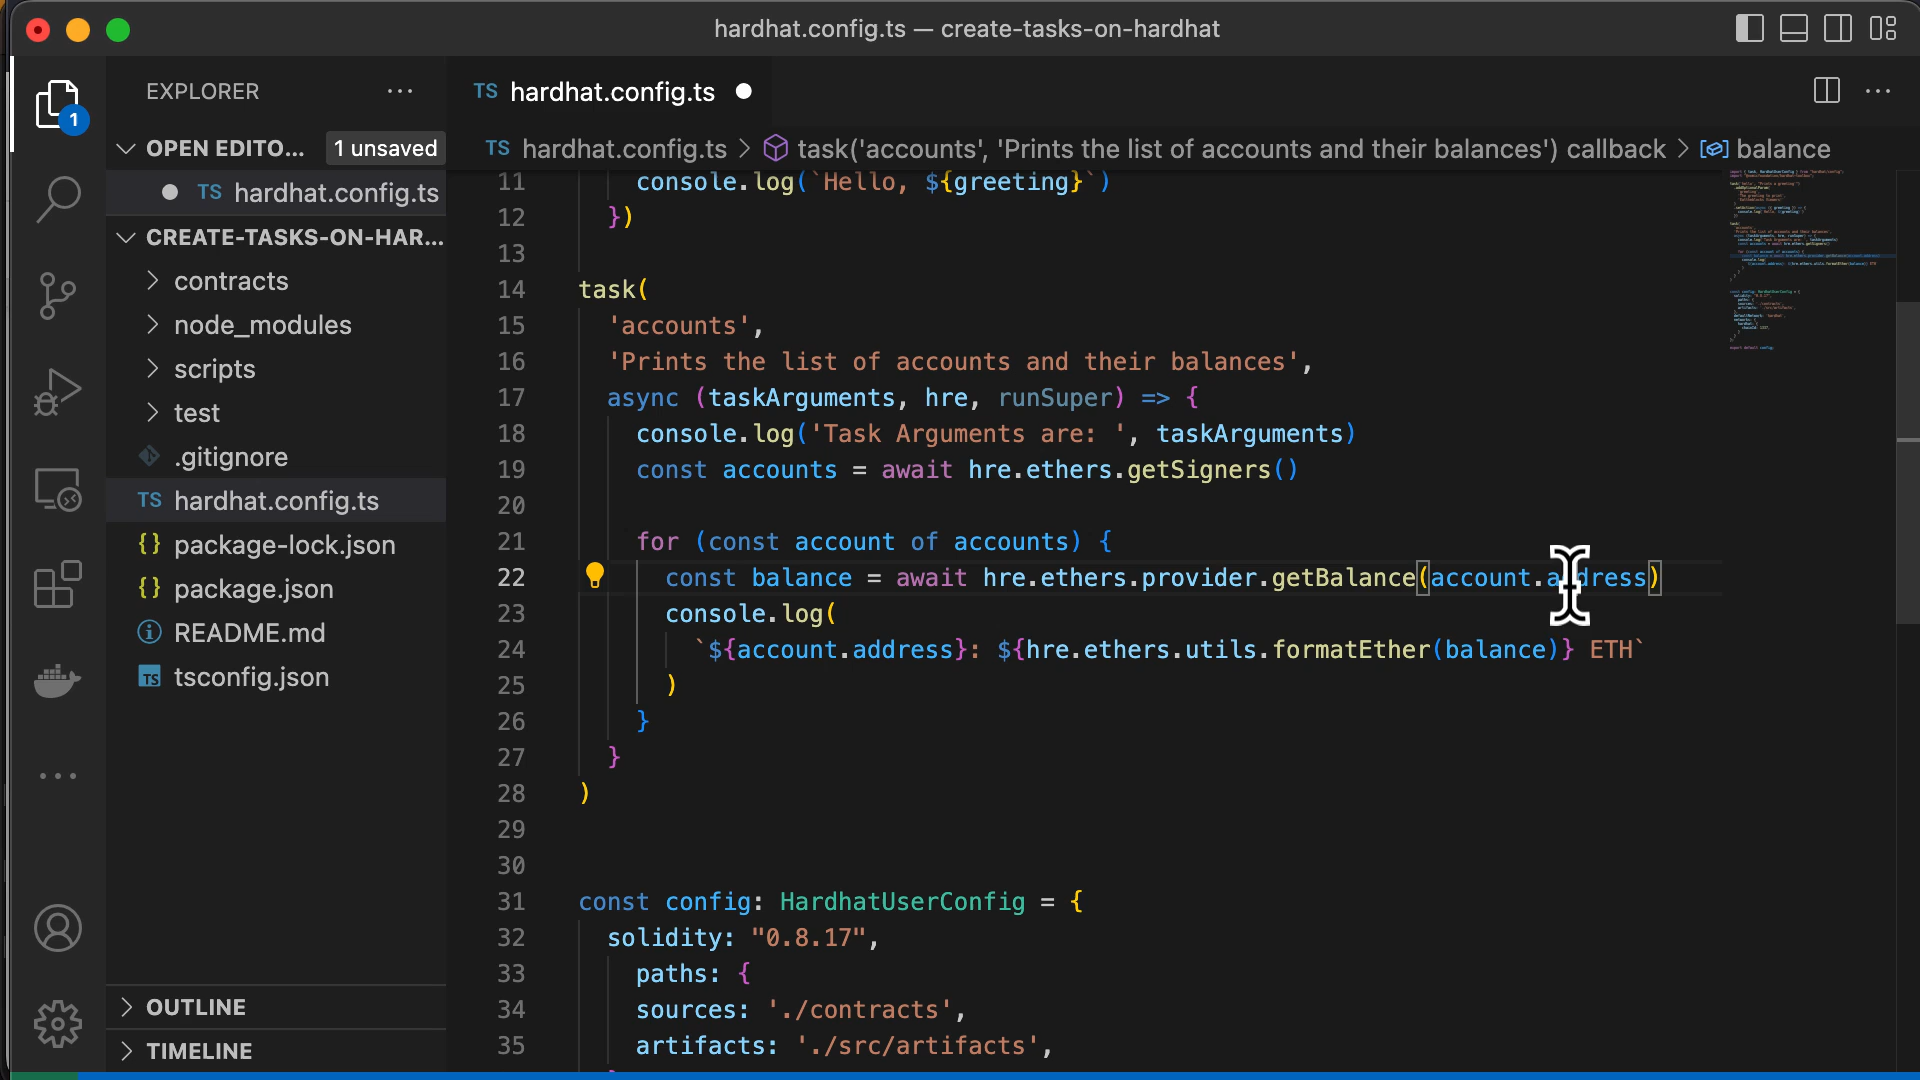 hardhat.config.ts — create-tasks-on-hardhat
EXPLORER
1
OPEN EDITO...
1 unsaved
TS hardhat.config.ts
CREATE-TASKS-ON-HAR...
contracts
node_modules
scripts
test
.gitignore
TS hardhat.config.ts
{} package-lock.json
{} package.json
README.md
TS tsconfig.json
OUTLINE
TIMELINE
TS hardhat.config.ts
TS hardhat.config.ts > task('accounts', 'Prints the list of accounts and their balances') callback > balance
11 console.log(`Hello, ${greeting}`)
12 })
13
14 task(
15 'accounts',
16 'Prints the list of accounts and their balances',
17 async (taskArguments, hre, runSuper) => {
18 console.log('Task Arguments are: ', taskArguments)
19 const accounts = await hre.ethers.getSigners()
20
21 for (const account of accounts) {
22 const balance = await hre.ethers.provider.getBalance(account.address)
23 console.log(
24 `${account.address}: ${hre.ethers.utils.formatEther(balance)} ETH`
25 )
26 }
27 }
28 )
29
30
31 const config: HardhatUserConfig = {
32 solidity: "0.8.17",
33 paths: {
34 sources: './contracts',
35 artifacts: './src/artifacts',